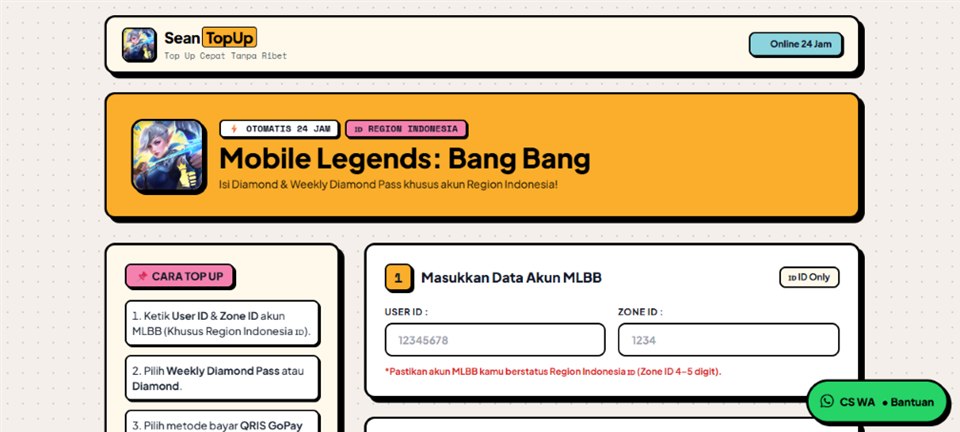 Sean TopUp
Top Up Cepat Tanpa Ribet
Online 24 Jam
OTOMATIS 24 JAM
ID REGION INDONESIA
Mobile Legends: Bang Bang
Isi Diamond & Weekly Diamond Pass khusus akun Region Indonesia!
CARA TOP UP
1. Ketik User ID & Zone ID akun
MLBB (Khusus Region Indonesia ID).
2. Pilih Weekly Diamond Pass atau
Diamond.
3. Pilih metode bayar QRIS GoPay
1 Masukkan Data Akun MLBB
ID ID Only
USER ID :
ZONE ID :
12345678
1234
*Pastikan akun MLBB kamu berstatus Region Indonesia ID (Zone ID 4-5 digit).
CS WA • Bantuan